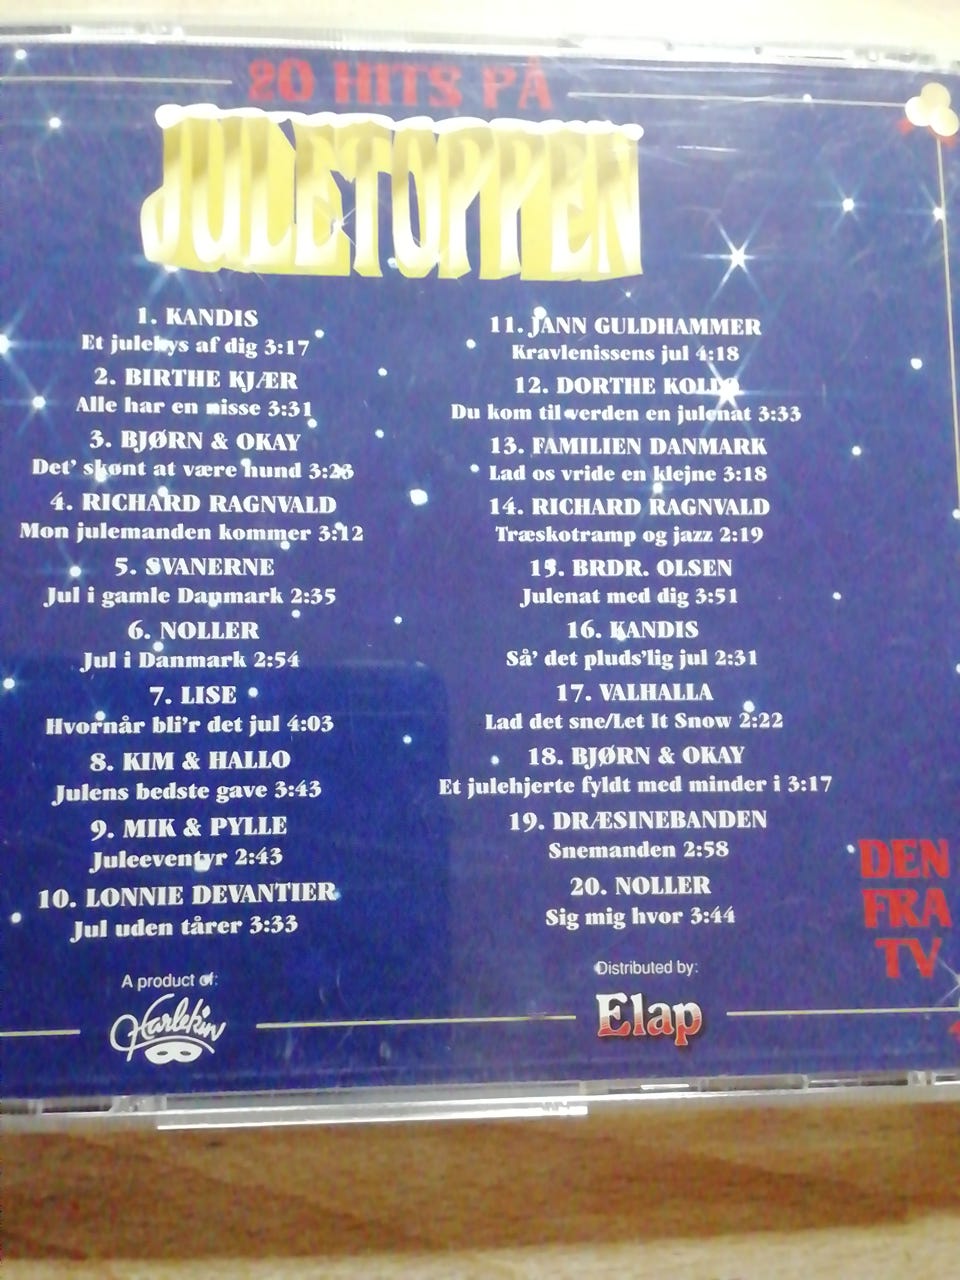 20 HITS PÅ
JULETOPPEN
1. KANDIS
Et julekys af dig 3:17
2. BIRTHE KJÆR
Alle har en nisse 3:31
3. BJØRN & OKAY
Det' skønt at være hund 3:23
4. RICHARD RAGNVALD
Mon julemanden kommer 3:12
5. SVANERNE
Jul i gamle Danmark 2:35
6. NOLLER
Jul i Danmark 2:54
7. LISE
Hvornår bli'r det jul 4:03
8. KIM & HALLO
Julens bedste gave 3:43
9. MIK & PYLLE
Juleeventyr 2:43
10. LONNIE DEVANTIER
Jul uden tårer 3:33
11. JANN GULDHAMMER
Kravlenissens jul 4:18
12. DORTHE KOLLO
Du kom til verden en julenat 3:33
13. FAMILIEN DANMARK
Lad os vride en klejne 3:18
14. RICHARD RAGNVALD
Træskotramp og jazz 2:19
15. BRDR. OLSEN
Julenat med dig 3:51
16. KANDIS
Så' det pluds'lig jul 2:31
17. VALHALLA
Lad det sne/Let It Snow 2:22
18. BJØRN & OKAY
Et julehjerte fyldt med minder i 3:17
19. DRÆSINEBANDEN
Snemanden 2:58
20. NOLLER
Sig mig hvor 3:44
DEN
FRA
TV
A product of:
Harlekin
Distributed by:
Elap